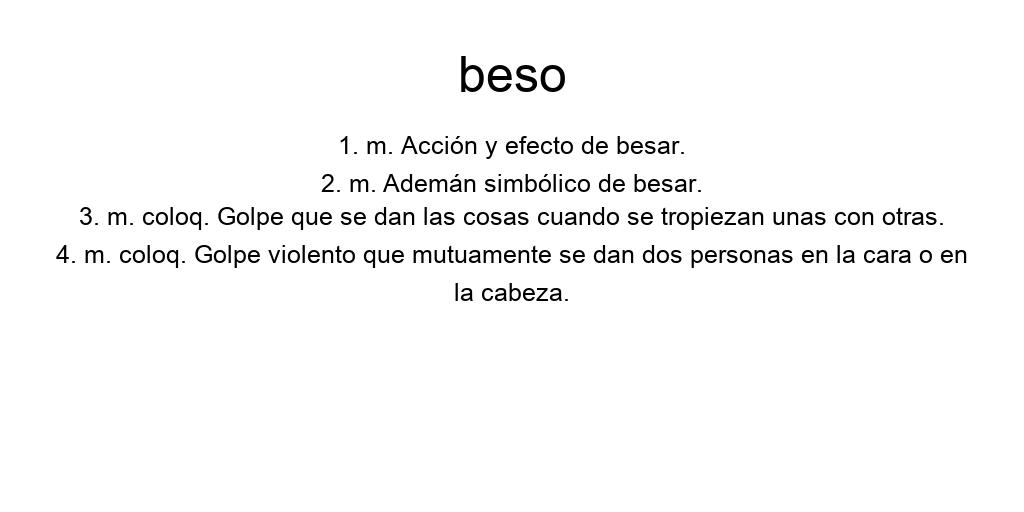 beso
1. m. Acción y efecto de besar.
2. m. Ademán simbólico de besar.
3. m. coloq. Golpe que se dan las cosas cuando se tropiezan unas con otras.
4. m. coloq. Golpe violento que mutuamente se dan dos personas en la cara o en
la cabeza.